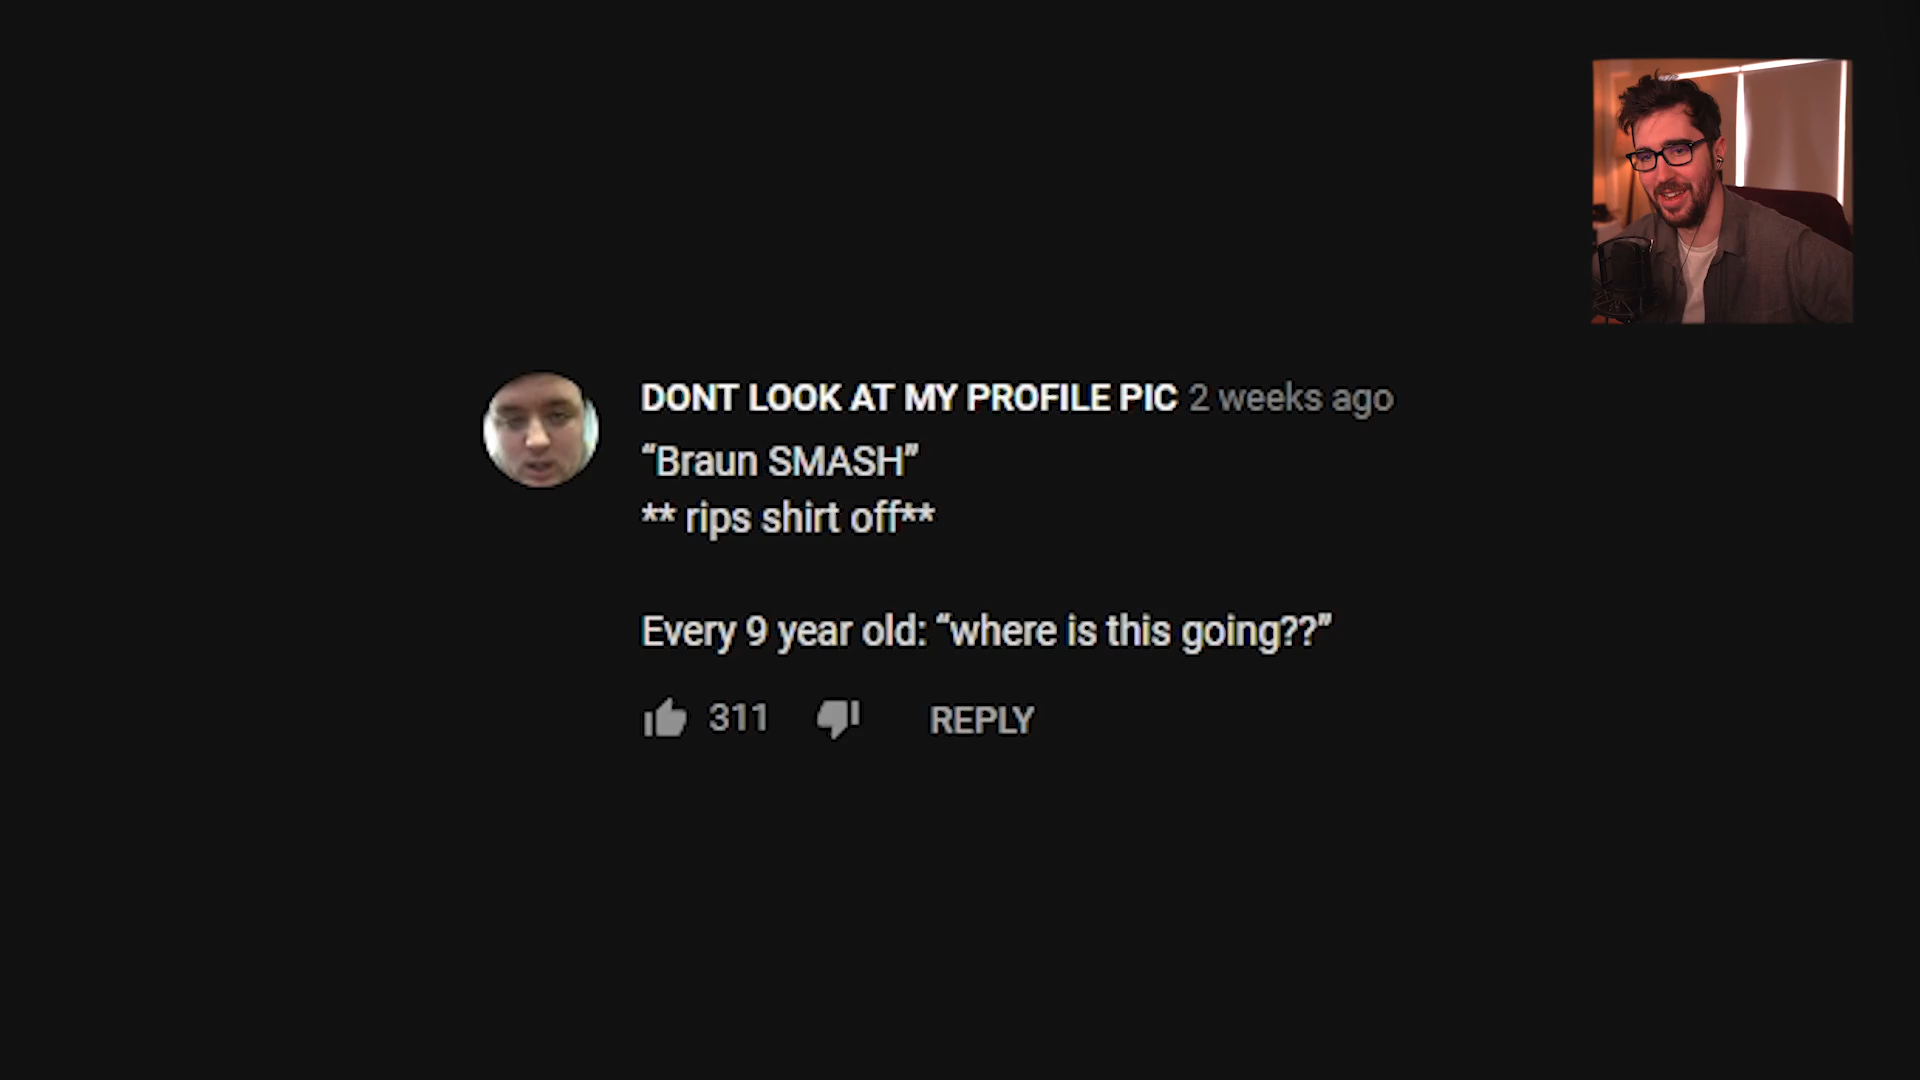 DONT LOOK AT MY PROFILE PIC 2 weeks ago
“Braun SMASH”
** rips shirt off**
Every 9 year old: “where is this going??”
311 REPLY